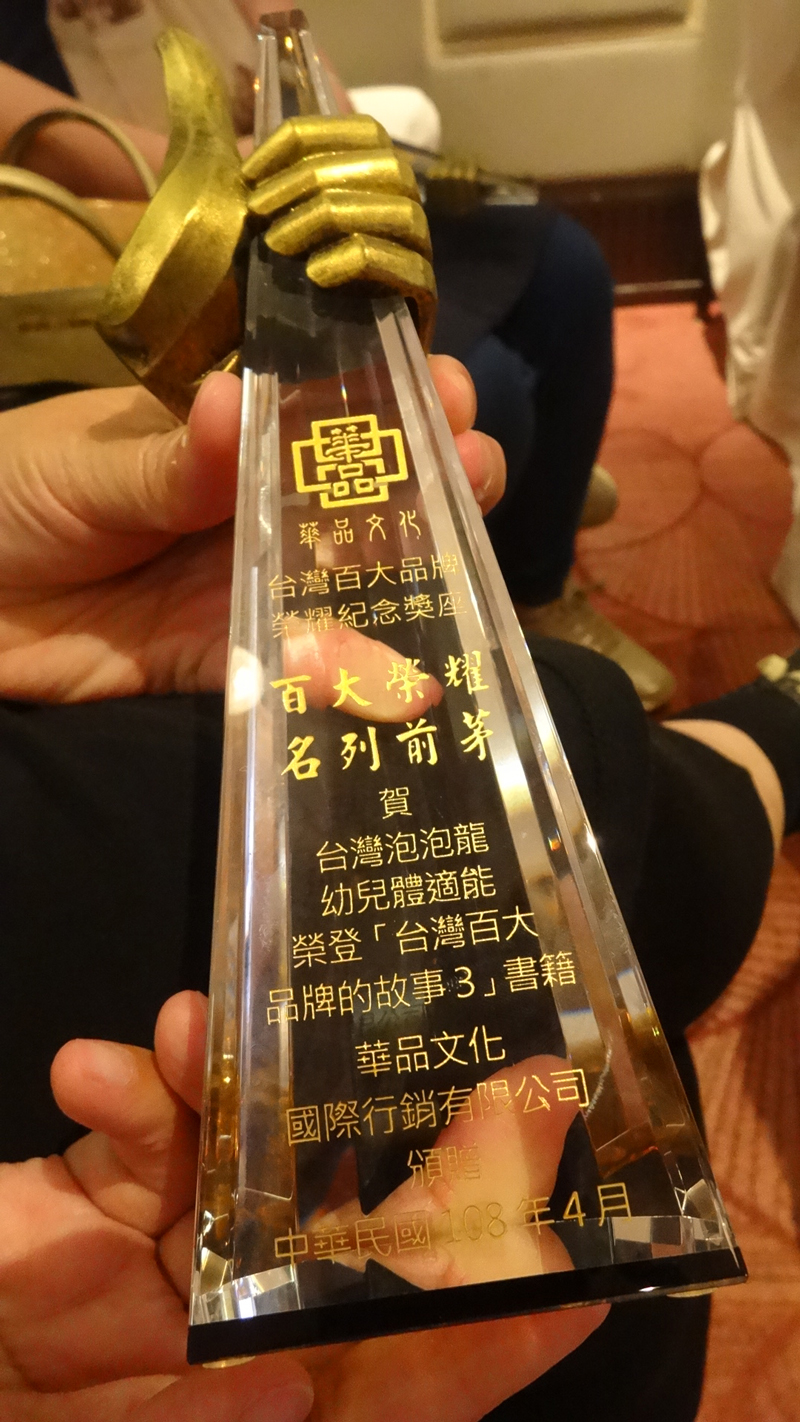 華品
華品文化
台灣百大品牌
榮耀紀念獎座
百大榮耀
名列前茅
賀
台灣泡泡龍
幼兒體適能
榮登「台灣百大
品牌的故事3」書籍
華品文化
國際行銷有限公司
頒贈
中華民國108年4月